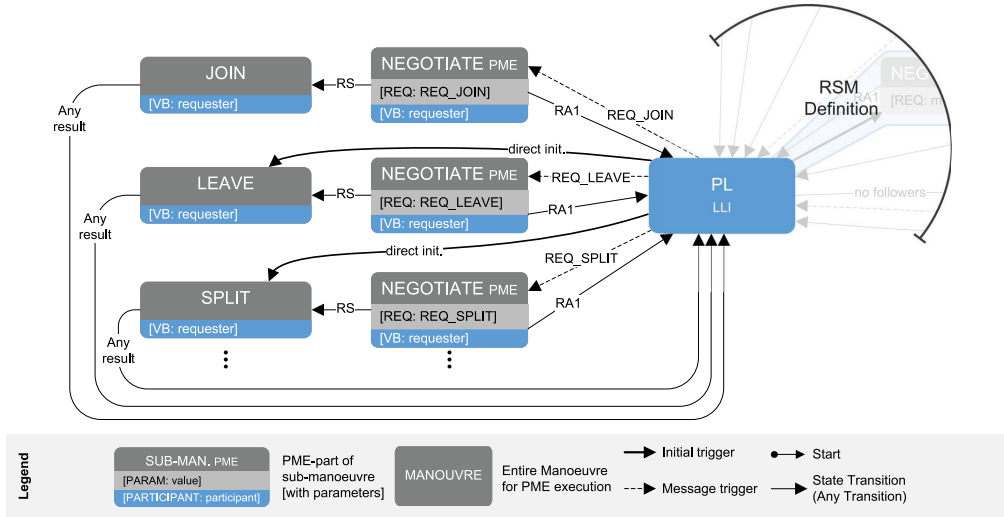 JOIN
[VB: requester]
RS
NEGOTIATE PME
[REQ: REQ_JOIN]
[VB: requester]
RA1
REQ_JOIN
Any
result
direct init.
LEAVE
[VB: requester]
RS
NEGOTIATE PME
[REQ: REQ_LEAVE]
[VB: requester]
REQ_LEAVE
RA1
Any
result
direct init.
SPLIT
[VB: requester]
RS
NEGOTIATE PME
[REQ: REQ_SPLIT]
[VB: requester]
REQ_SPLIT
RA1
Any
result
PL
LLI
RSM
Definition
NEG
RA1
[REQ: m
no followers
Legend
SUB-MAN. PME
[PARAM: value]
[PARTICIPANT: participant]
PME-part of
sub-manoeuvre
[with parameters]
MANOUVRE
Entire Manoeuvre
for PME execution
Initial trigger
Message trigger
Start
State Transition
(Any Transition)